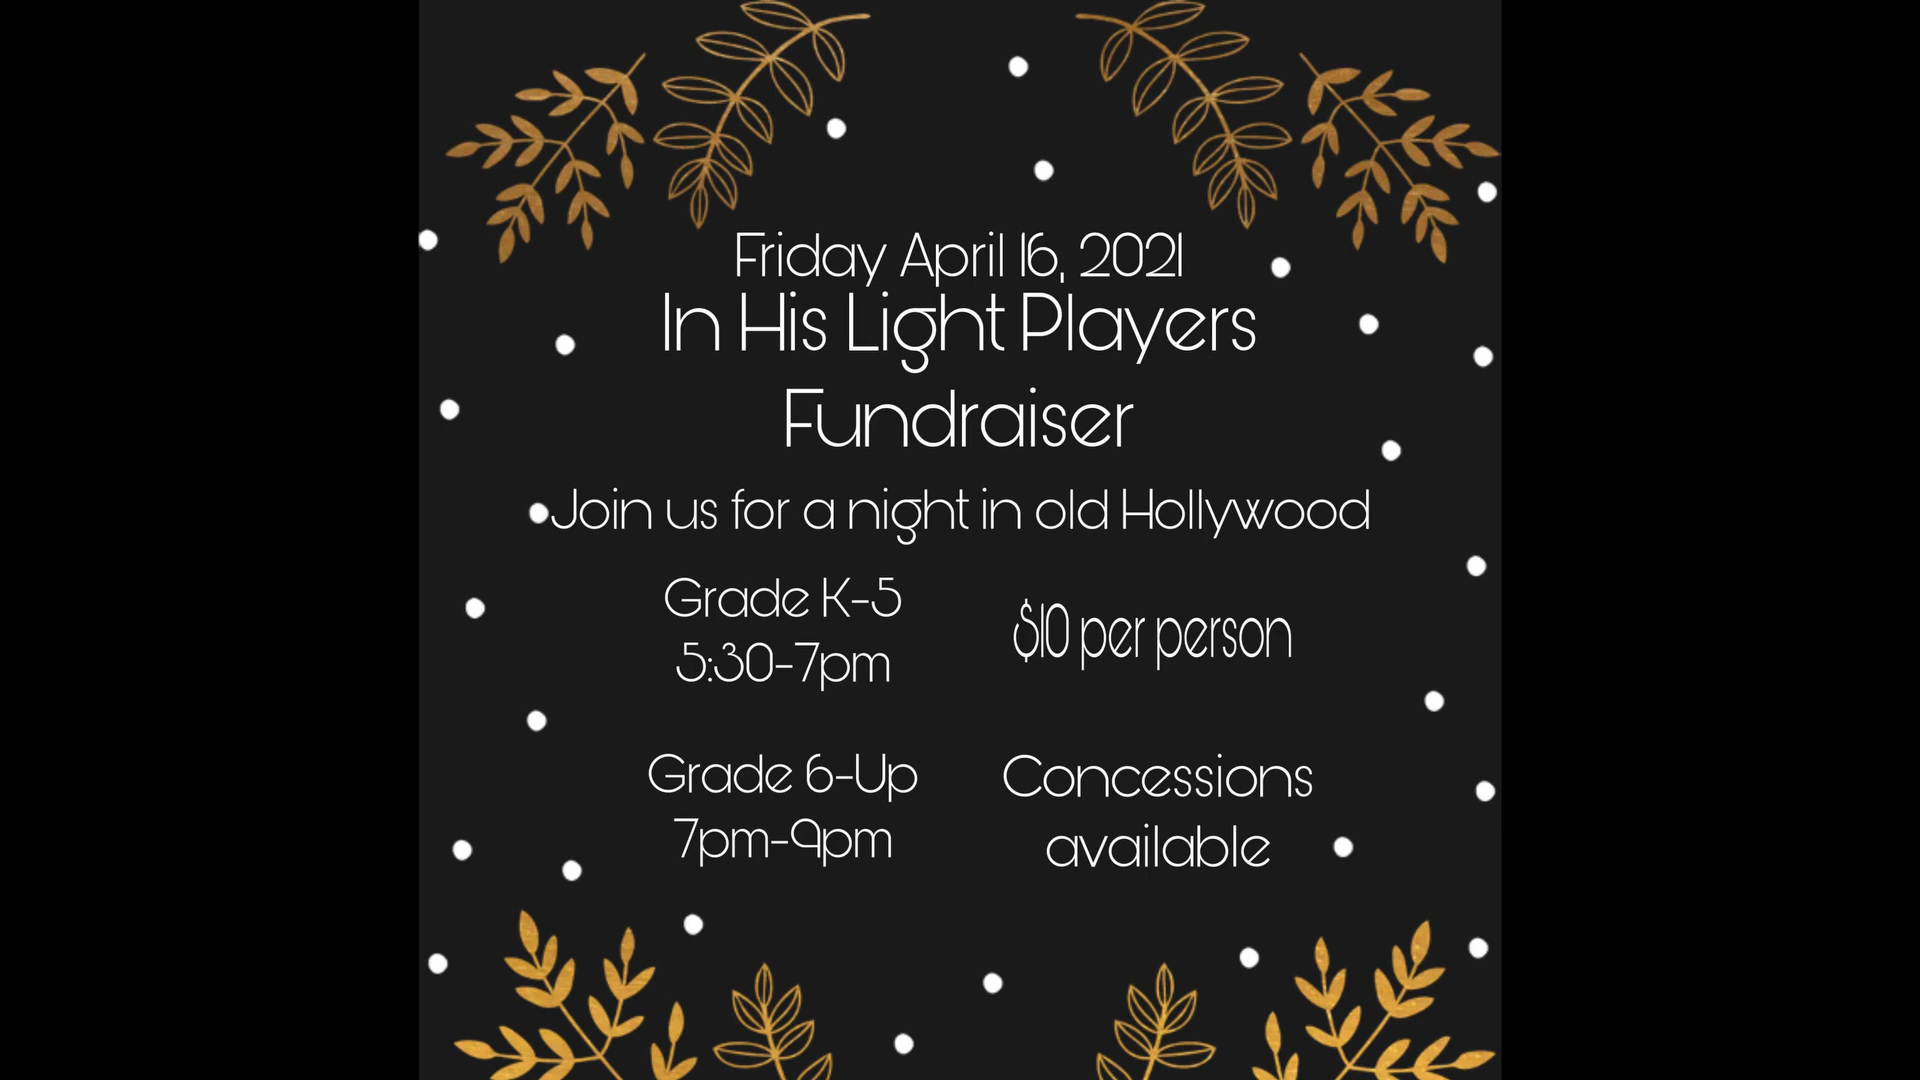 Friday April 16, 2021
In His Light Players
Fundraiser
Join us for a night in old Hollywood
Grade K-5
5:30-7pm
$10 per person
Grade 6-Up
7pm-9pm
Concessions
available